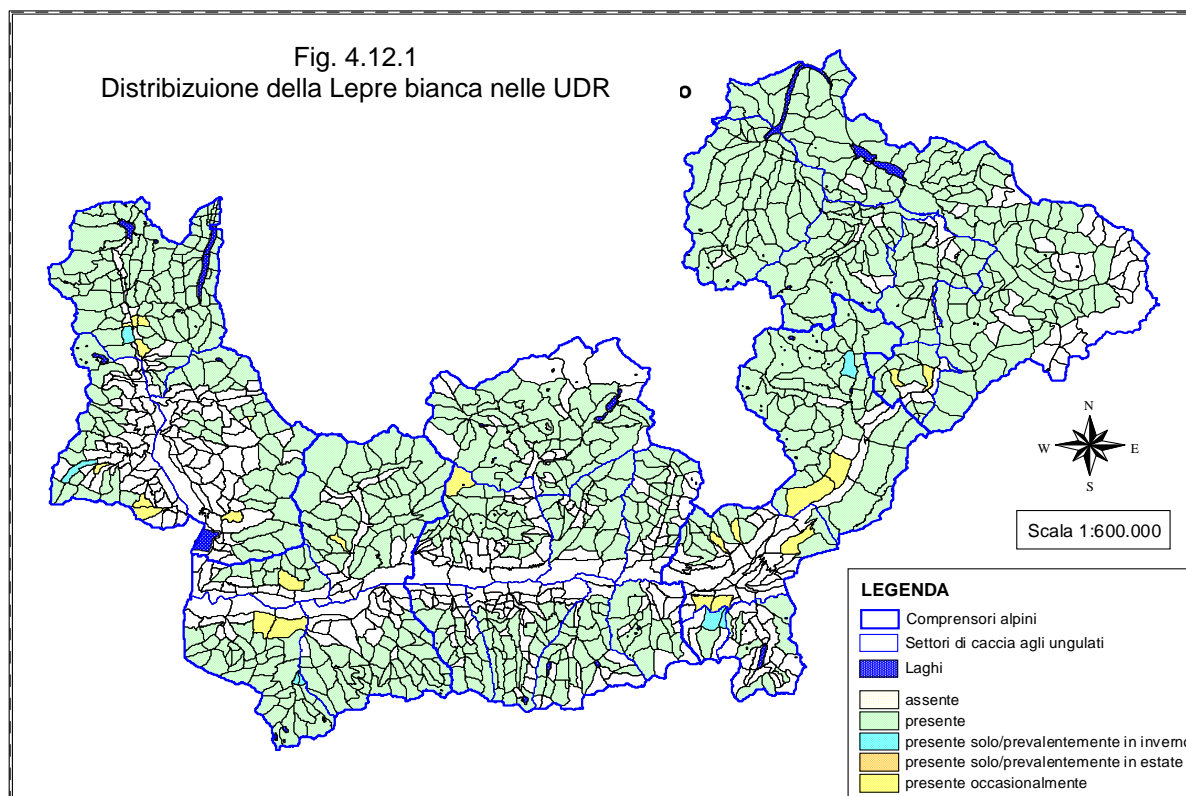 Fig. 4.12.1
Distribizuione della Lepre bianca nelle UDR
o
N
W E
S
Scala 1:600.000
LEGENDA
Comprensori alpini
Settori di caccia agli ungulati
Laghi
assente
presente
presente solo/prevalentemente in inverno
presente solo/prevalentemente in estate
presente occasionalmente